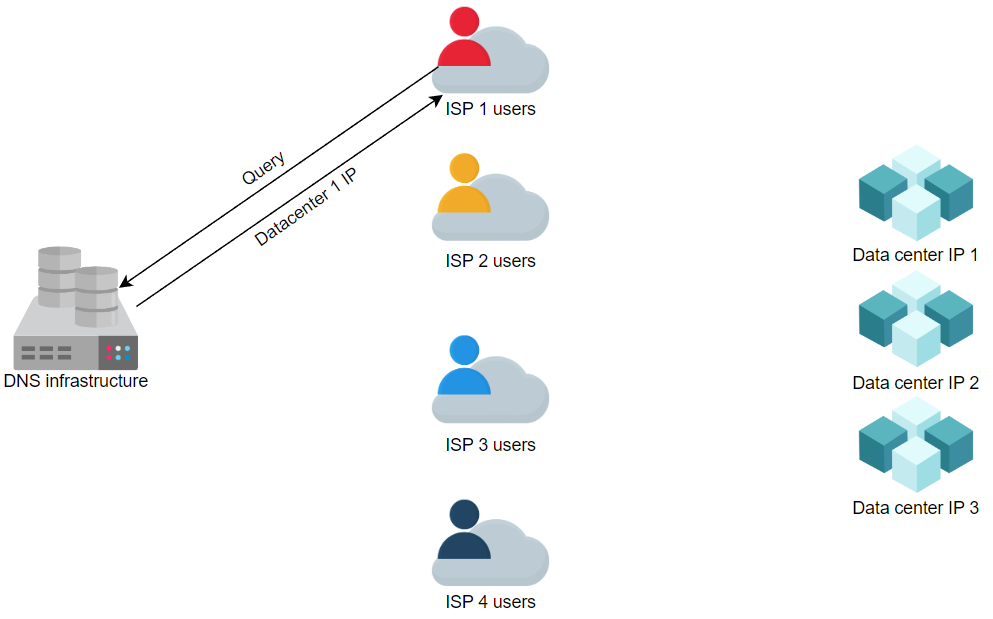 ISP 1 users
Query
Datacenter 1 IP
ISP 2 users
Data center IP 1
DNS infrastructure
Data center IP 2
ISP 3 users
Data center IP 3
ISP 4 users